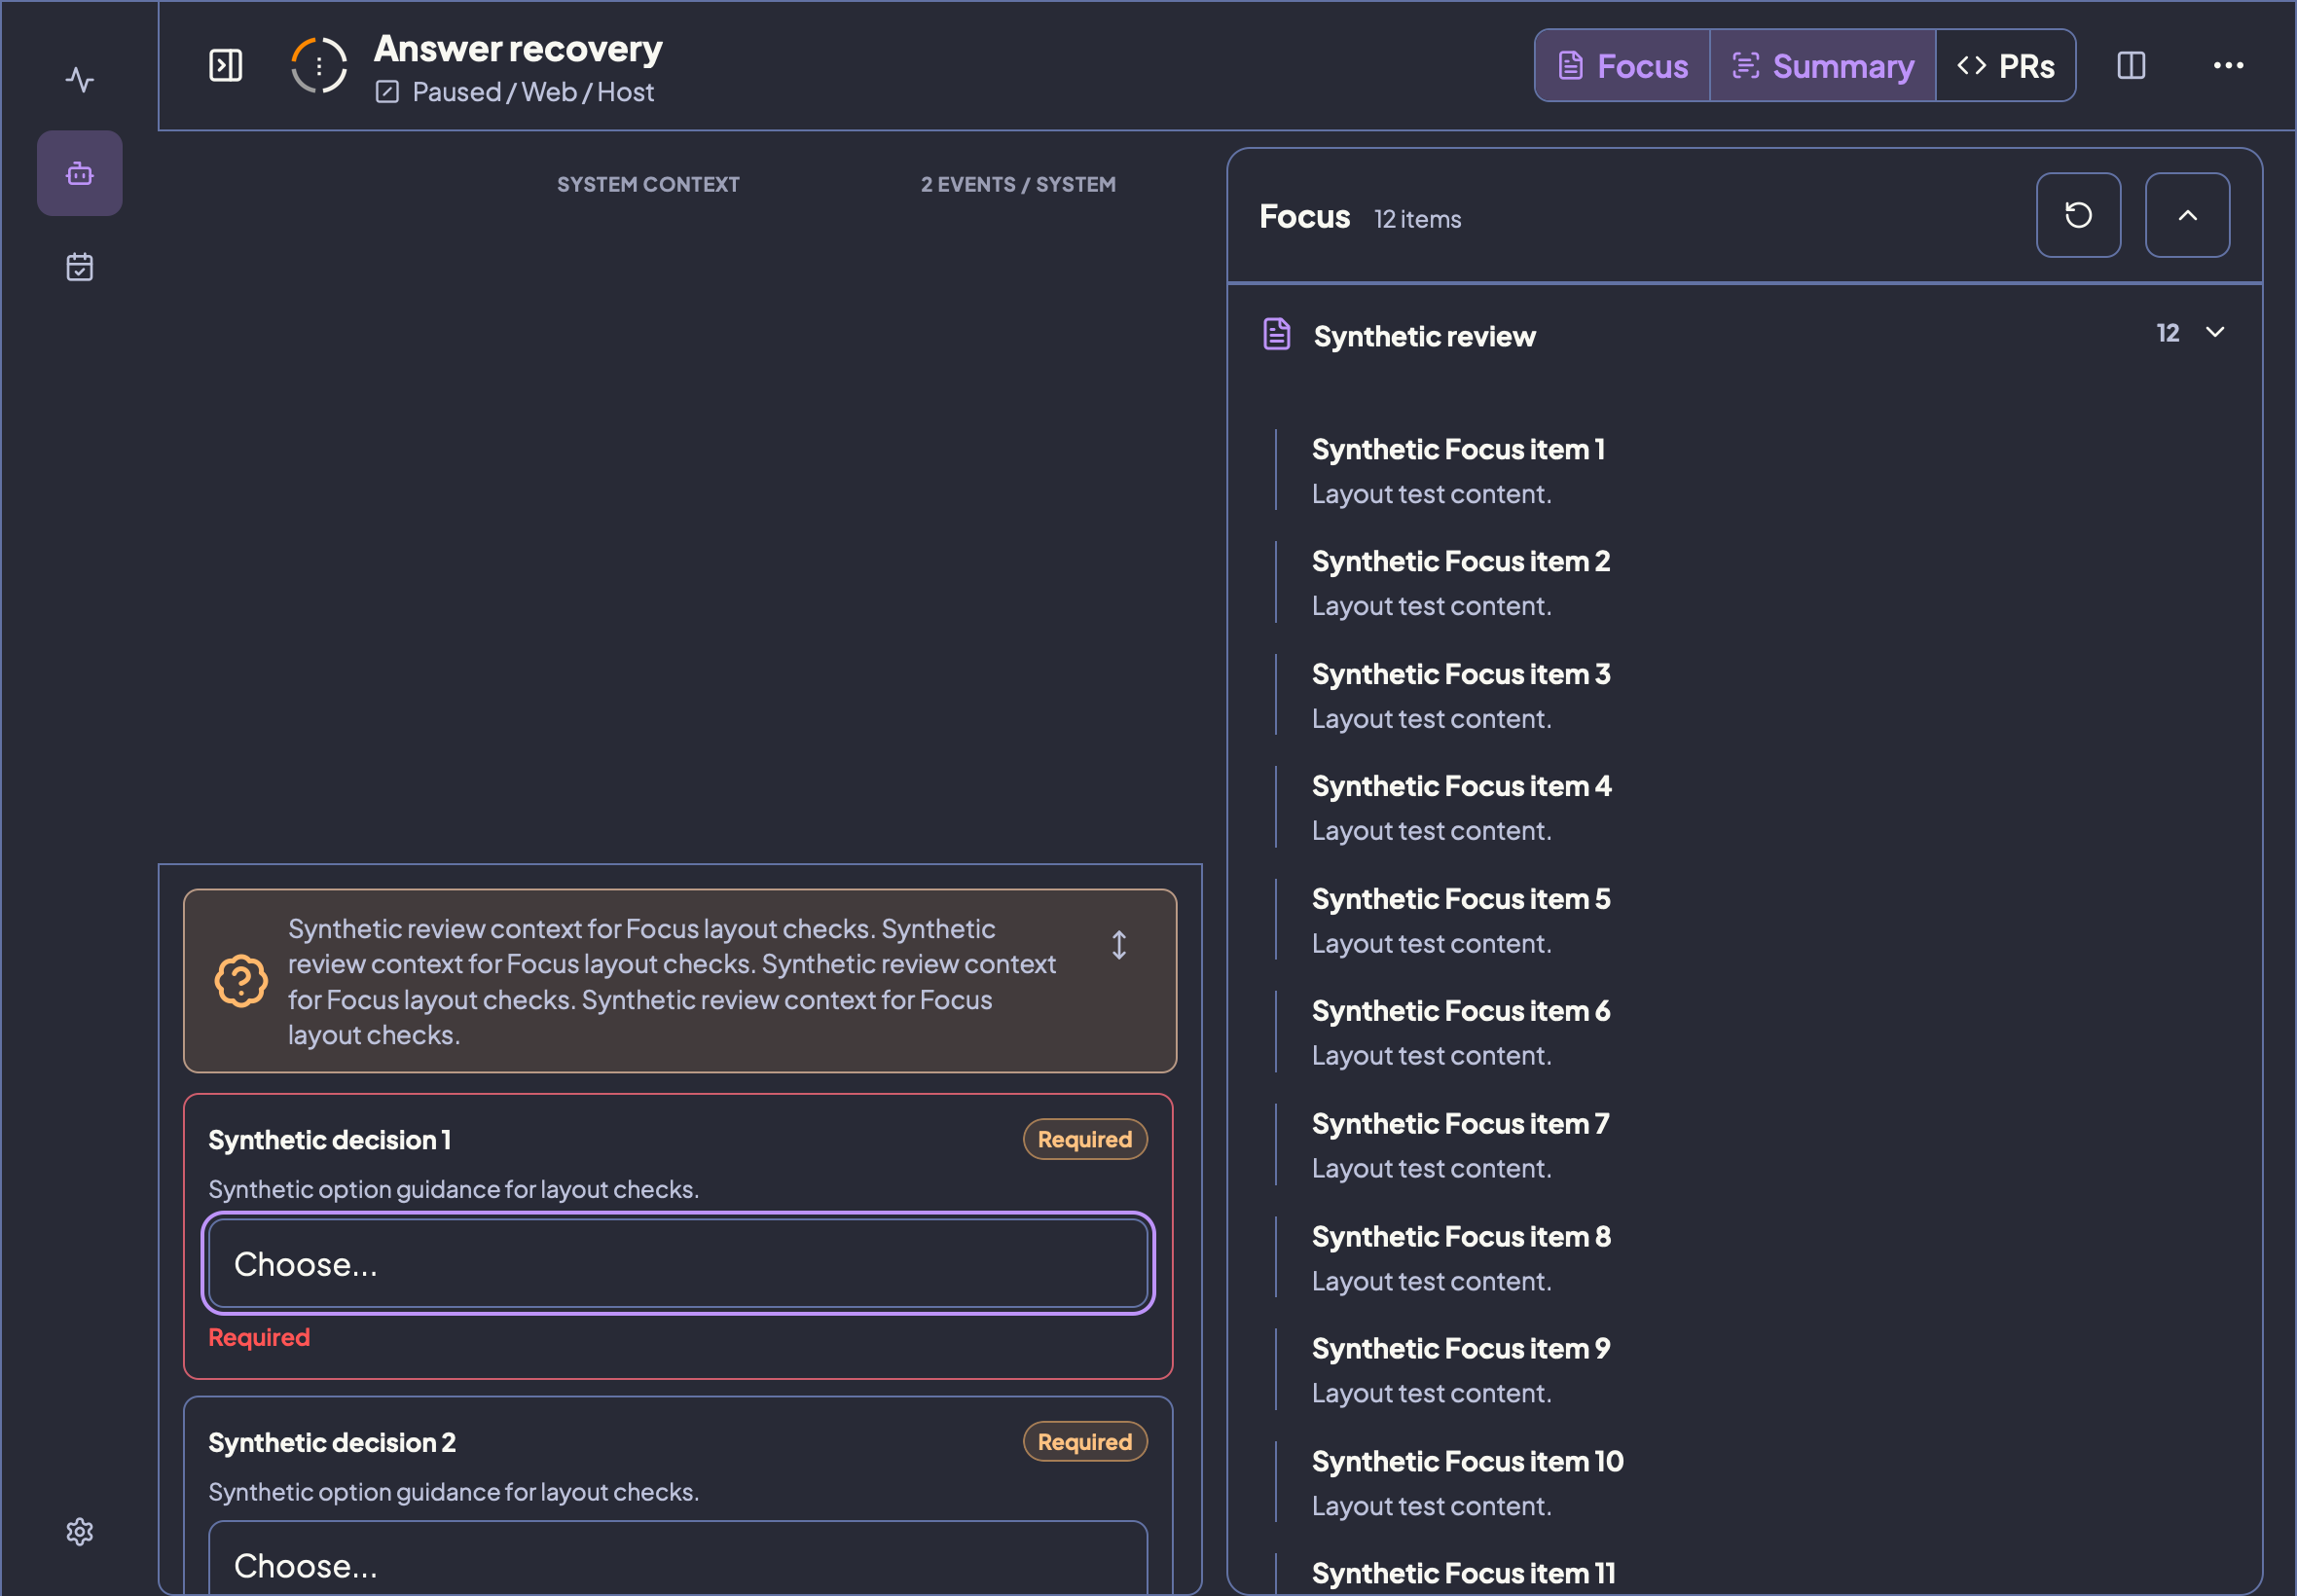 Answer recovery
Paused / Web / Host
Focus
Summary
PRs
SYSTEM CONTEXT
2 EVENTS / SYSTEM
Synthetic review context for Focus layout checks. Synthetic
review context for Focus layout checks. Synthetic review context
for Focus layout checks. Synthetic review context for Focus
layout checks.
Synthetic decision 1
Required
Synthetic option guidance for layout checks.
Choose...
Required
Synthetic decision 2
Required
Synthetic option guidance for layout checks.
Choose...
Focus
12 items
Synthetic review
12
Synthetic Focus item 1
Layout test content.
Synthetic Focus item 2
Layout test content.
Synthetic Focus item 3
Layout test content.
Synthetic Focus item 4
Layout test content.
Synthetic Focus item 5
Layout test content.
Synthetic Focus item 6
Layout test content.
Synthetic Focus item 7
Layout test content.
Synthetic Focus item 8
Layout test content.
Synthetic Focus item 9
Layout test content.
Synthetic Focus item 10
Layout test content.
Synthetic Focus item 11